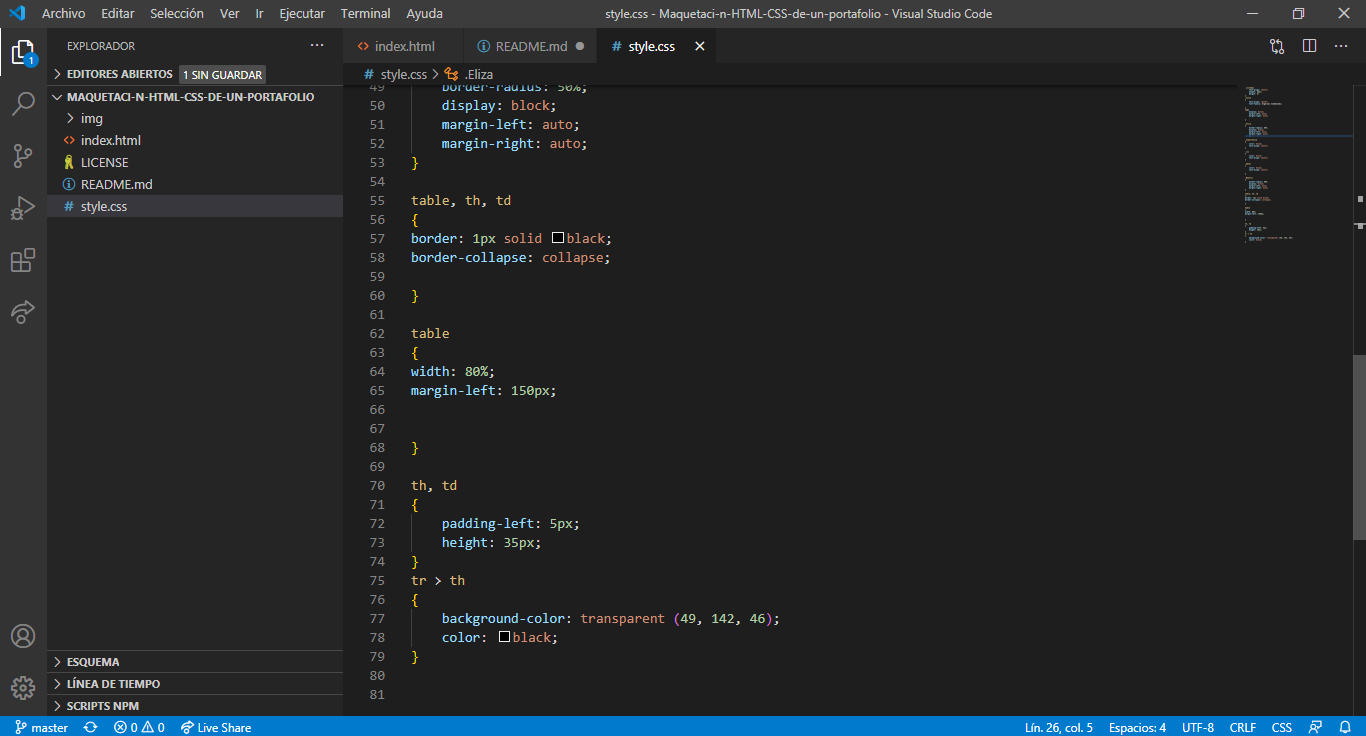 Archivo Editar Selección Ver Ir Ejecutar Terminal Ayuda style.css - Maquetaci-n-HTML-CSS-de-un-portafolio - Visual Studio Code
EXPLORADOR
EDITORES ABIERTOS 1 SIN GUARDAR
MAQUETACI-N-HTML-CSS-DE-UN-PORTAFOLIO
img
index.html
LICENSE
README.md
# style.css
1
ESQUEMA
LÍNEA DE TIEMPO
SCRIPTS NPM
index.html README.md # style.css
# style.css > .Eliza
49 border-radius: 50%;
50 display: block;
51 margin-left: auto;
52 margin-right: auto;
53 }
54
55 table, th, td
56 {
57 border: 1px solid black;
58 border-collapse: collapse;
59
60 }
61
62 table
63 {
64 width: 80%;
65 margin-left: 150px;
66
67
68 }
69
70 th, td
71 {
72 padding-left: 5px;
73 height: 35px;
74 }
75 tr > th
76 {
77 background-color: transparent (49, 142, 46);
78 color: black;
79 }
80
81
master 0 0 Live Share Lín. 26, col. 5 Espacios: 4 UTF-8 CRLF CSS